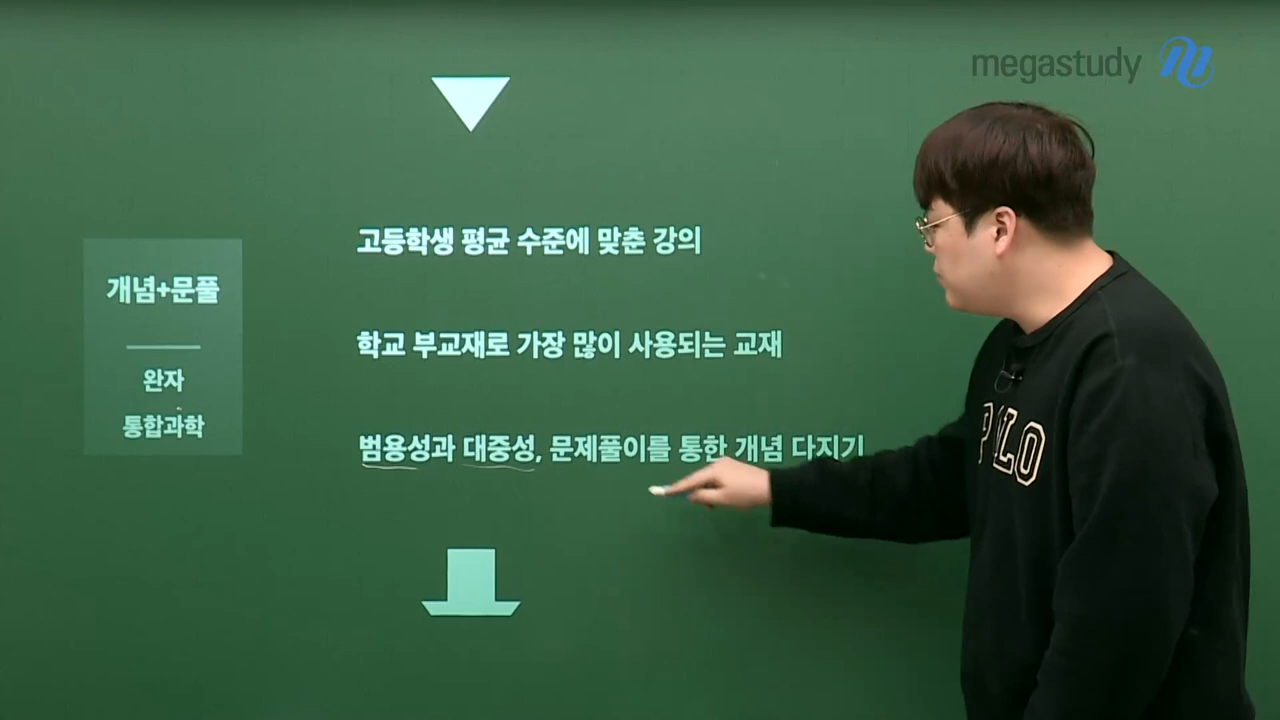 megastudy
고등학생 평균 수준에 맞춘 강의
개념+문풀
학교 부교재로 가장 많이 사용되는 교재
완자
통합과학
범용성과 대중성, 문제풀이를 통한 개념 다지기
POLO